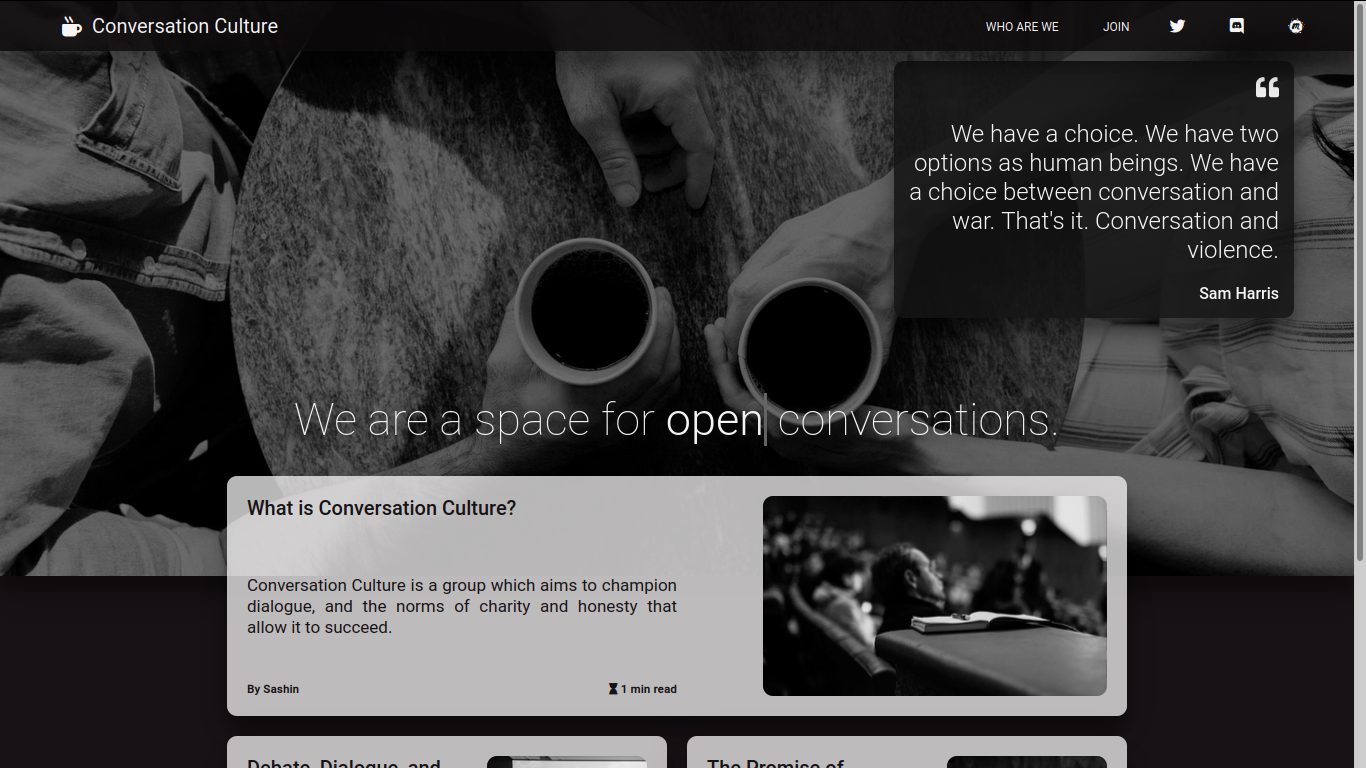 Conversation Culture
WHO ARE WE
JOIN
We have a choice. We have two
options as human beings. We have
a choice between conversation and
war. That's it. Conversation and
violence.
Sam Harris
We are a space for open conversations.
What is Conversation Culture?
Conversation Culture is a group which aims to champion
dialogue, and the norms of charity and honesty that
allow it to succeed.
By Sashin
1 min read
Debate, Dialogue, and
The Promise of